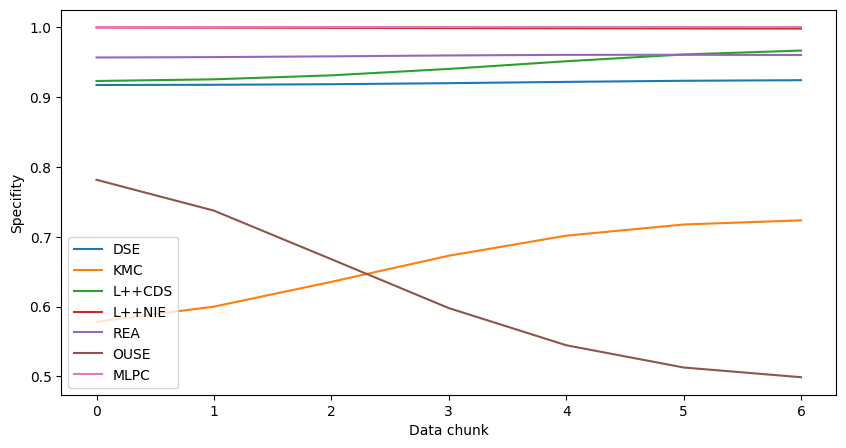 1.0
0.9
0.8
0.7
0.6
0.5
Specifity
DSE
KMC
L++CDS
L++NIE
REA
OUSE
MLPC
0 1 2 3 4 5 6
Data chunk